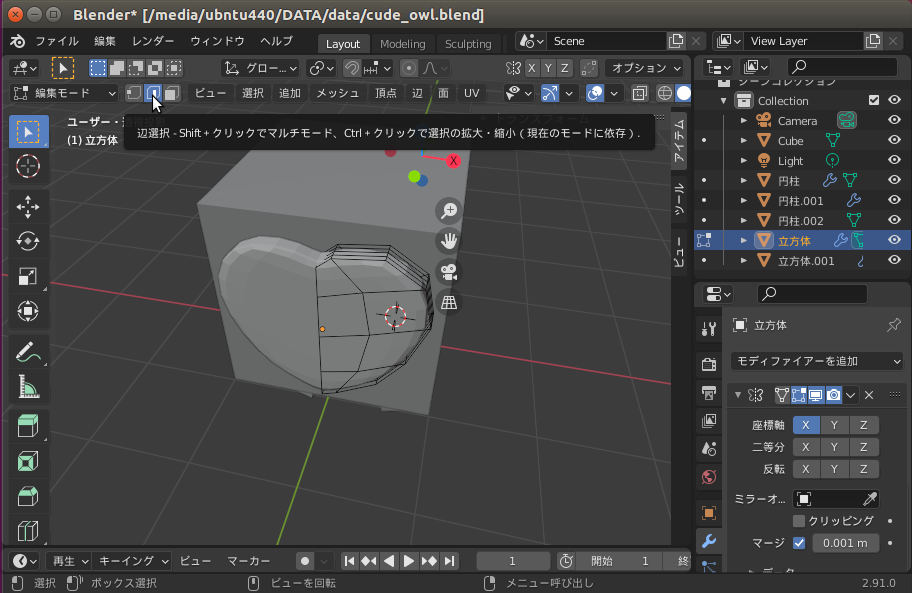 Blender* [/media/ubntu440/DATA/data/cude_owl.blend]
ファイル 編集 レンダー ウィンドウ ヘルプ Layout Modeling Sculpting Scene View Layer
グロー... X Y Z オプション
編集モード ビュー 選択 追加 メッシュ 頂点 辺 面 UV
シーンコレクション
Collection
Camera
Cube
Light
円柱
円柱.001
円柱.002
立方体
立方体.001
ユーザー・
(1) 立方体
辺選択 - Shift + クリックでマルチモード、Ctrl + クリックで選択の拡大・縮小 ( 現在のモードに依存 ) .
X
アイテム
ツール
ビュー
立方体
モディファイアーを追加
座標軸 X Y Z
二等分 X Y Z
反転 X Y Z
ミラーオ...
クリッピング
マージ 0.001 m
データ
再生 キーイング ビュー マーカー 1 開始 1 終
選択 ボックス選択 ビューを回転 メニュー呼び出し 2.91.0